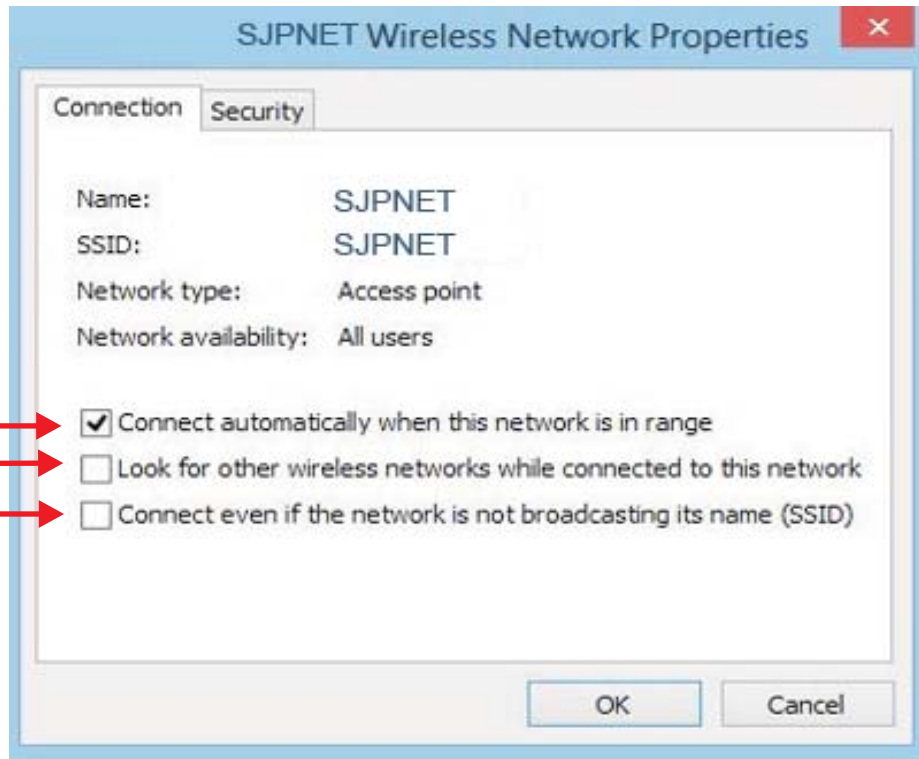 SJPNET Wireless Network Properties
Connection Security
Name: SJPNET
SSID: SJPNET
Network type: Access point
Network availability: All users
Connect automatically when this network is in range
Look for other wireless networks while connected to this network
Connect even if the network is not broadcasting its name (SSID)
OK Cancel